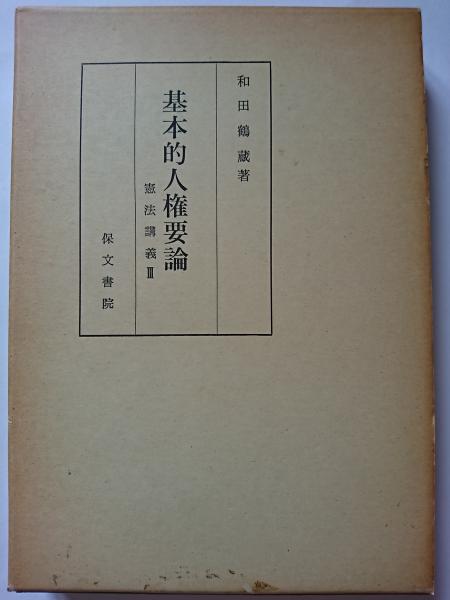 和田鶴蔵著
基本的人権要論
憲法講義Ⅲ
保文書院